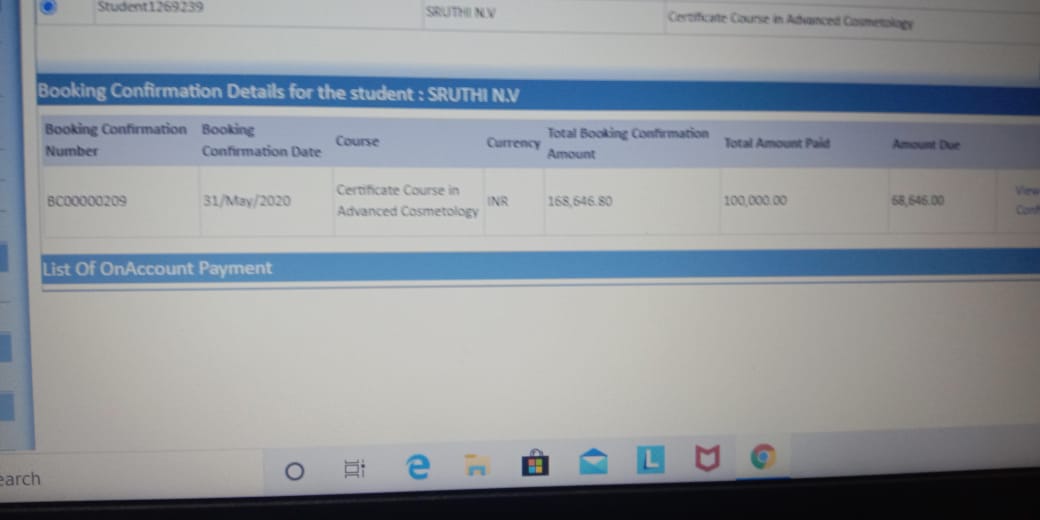 Student1269239 SRUTHI N.V Certificate Course in Advanced Cosmetology
Booking Confirmation Details for the student : SRUTHI N.V
Booking Confirmation Number Booking Confirmation Date Course Currency Total Booking Confirmation Amount Total Amount Paid Amount Due
BC00000209 31/May/2020 Certificate Course in Advanced Cosmetology INR 168,646.80 100,000.00 68,646.00 View
List Of OnAccount Payment
earch